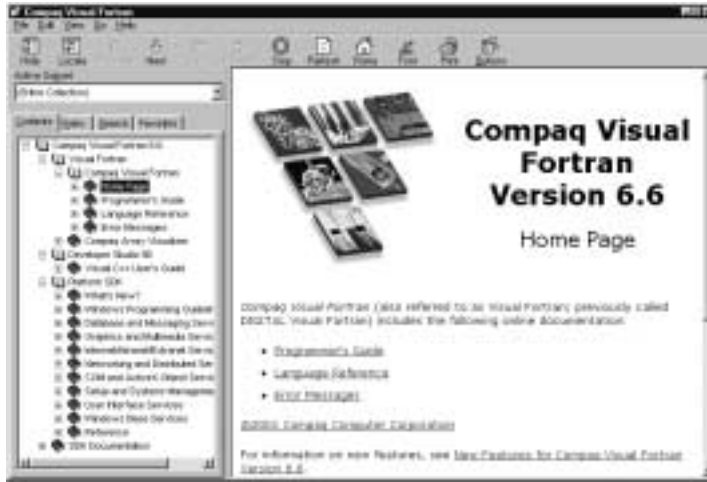 Compaq Visual Fortran
File Edit View Go Help
Hide Locate Next Stop Refresh Home Font Print Options
Active Subset
(Entire Collection)
Contents Index Search Favorites
Compaq Visual Fortran 6.6
Visual Fortran
Compaq Visual Fortran
Home Page
Programmer's Guide
Language Reference
Error Messages
Compaq Array Visualizer
Developer Studio 98
Visual C++ User's Guide
Platform SDK
What's New?
Windows Programming Guidelin
Database and Messaging Servi
Graphics and Multimedia Servic
Networking and Distributed Ser
COM and ActiveX Object Servic
Setup and Systems Manageme
User Interface Services
Windows Base Services
Reference
SDK Documentation
Compaq Visual
Fortran
Version 6.6
Home Page
Compaq Visual Fortran (also referred to as Visual Fortran; previously called
DIGITAL Visual Fortran) includes the following online documentation:
Programmer's Guide
Language Reference
Error Messages
©2001 Compaq Computer Corporation
For information on new features, see New Features for Compaq Visual Fortran
Version 6.6.